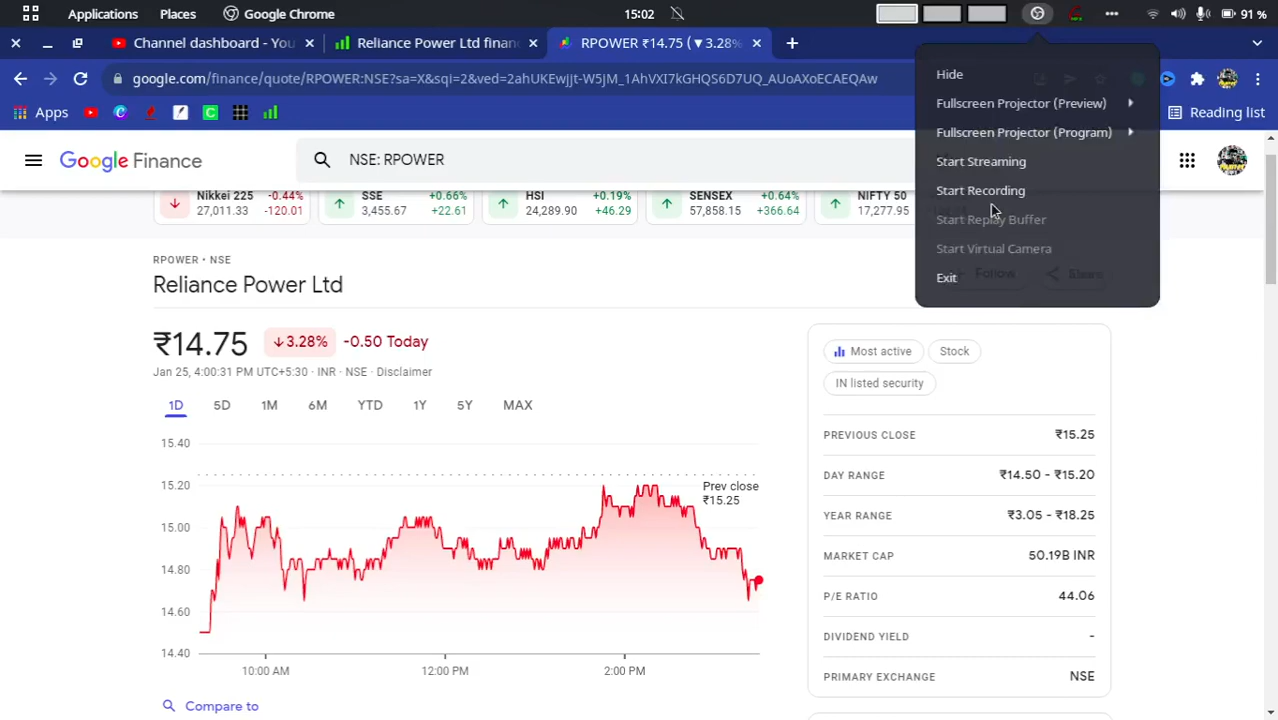 Applications Places Google Chrome 15:02 91 %
Channel dashboard - You
Reliance Power Ltd finan
RPOWER ₹14.75 (▼3.28%
google.com/finance/quote/RPOWER:NSE?sa=X&sqi=2&ved=2ahUKEwjjt-W5jM_1AhVXI7kGHQS6D7UQ_AUoAXoECAEQAw
Apps
Reading list
Hide
Fullscreen Projector (Preview)
Fullscreen Projector (Program)
Start Streaming
Start Recording
Start Replay Buffer
Start Virtual Camera
Exit
Google Finance
NSE: RPOWER
Nikkei 225 -0.44%
27,011.33 -120.01
SSE +0.66%
3,455.67 +22.61
HSI +0.19%
24,289.90 +46.29
SENSEX +0.64%
57,858.15 +366.64
NIFTY 50
17,277.95
RPOWER • NSE
Reliance Power Ltd
Follow
Share
₹14.75 ↓3.28% -0.50 Today
Jan 25, 4:00:31 PM UTC+5:30 · INR · NSE · Disclaimer
1D 5D 1M 6M YTD 1Y 5Y MAX
15.40
15.20
15.00
14.80
14.60
14.40
Prev close
₹15.25
10:00 AM 12:00 PM 2:00 PM
Compare to
Most active
Stock
IN listed security
PREVIOUS CLOSE ₹15.25
DAY RANGE ₹14.50 - ₹15.20
YEAR RANGE ₹3.05 - ₹18.25
MARKET CAP 50.19B INR
P/E RATIO 44.06
DIVIDEND YIELD -
PRIMARY EXCHANGE NSE